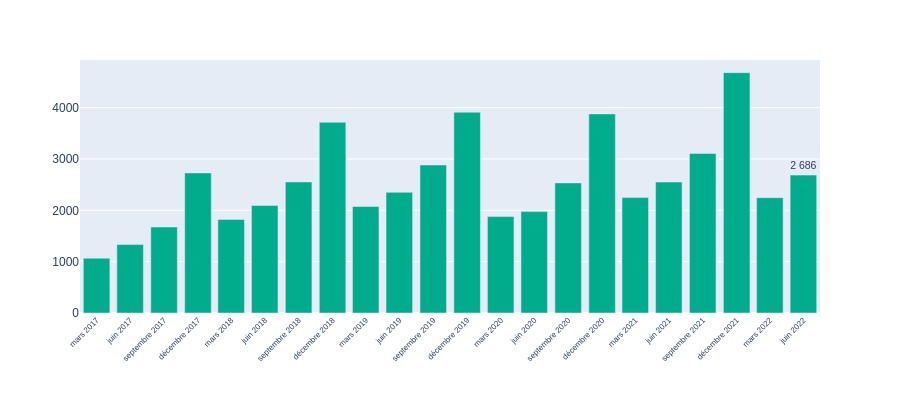 4000
3000
2000
1000
0
2 686
mars 2017
juin 2017
septembre 2017
décembre 2017
mars 2018
juin 2018
septembre 2018
décembre 2018
mars 2019
juin 2019
septembre 2019
décembre 2019
mars 2020
juin 2020
septembre 2020
décembre 2020
mars 2021
juin 2021
septembre 2021
décembre 2021
mars 2022
juin 2022